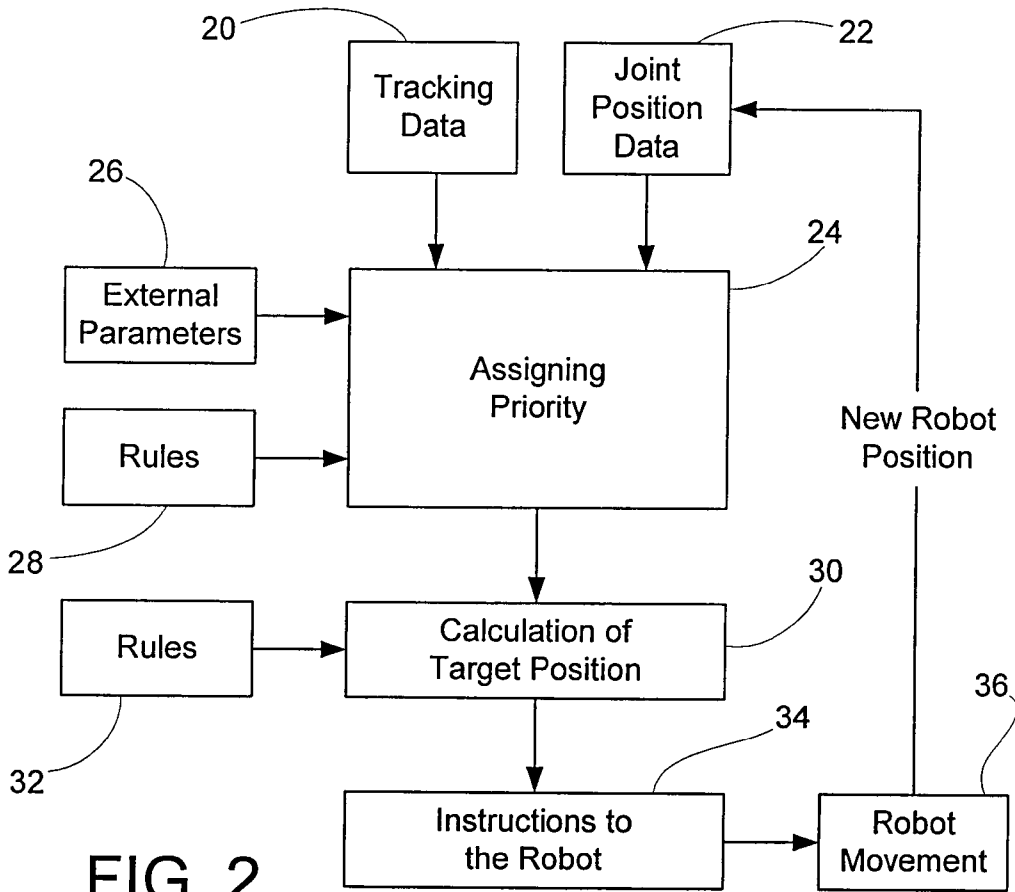 20
22
Tracking
Data
Joint
Position
Data
26
24
External
Parameters
Assigning
Priority
New Robot
Position
Rules
28
30
Rules
Calculation of
Target Position
36
32
34
Instructions to
the Robot
Robot
Movement
FIG. 2